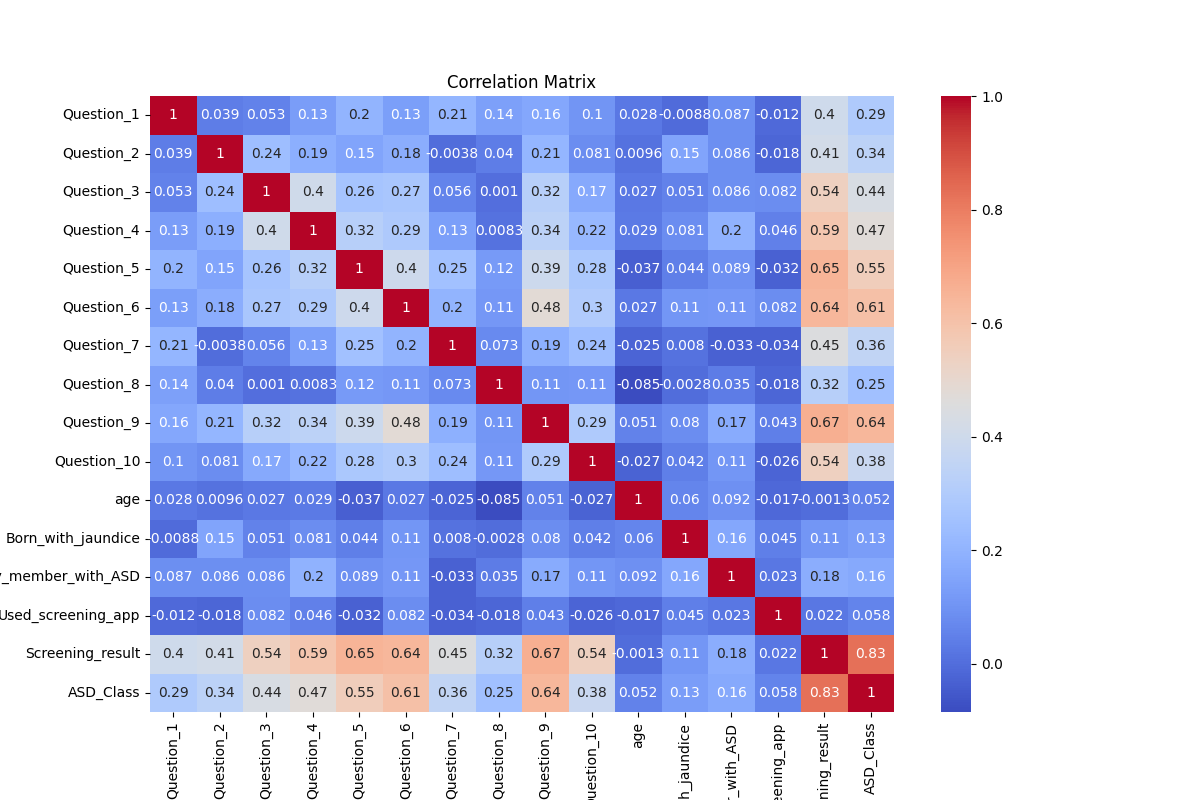 Correlation Matrix
Question_1 1 0.039 0.053 0.13 0.2 0.13 0.21 0.14 0.16 0.1 0.028 -0.0088 0.087 -0.012 0.4 0.29
Question_2 0.039 1 0.24 0.19 0.15 0.18 -0.0038 0.04 0.21 0.081 0.0096 0.15 0.086 -0.018 0.41 0.34
Question_3 0.053 0.24 1 0.4 0.26 0.27 0.056 0.001 0.32 0.17 0.027 0.051 0.086 0.082 0.54 0.44
Question_4 0.13 0.19 0.4 1 0.32 0.29 0.13 0.0083 0.34 0.22 0.029 0.081 0.2 0.046 0.59 0.47
Question_5 0.2 0.15 0.26 0.32 1 0.4 0.25 0.12 0.39 0.28 -0.037 0.044 0.089 -0.032 0.65 0.55
Question_6 0.13 0.18 0.27 0.29 0.4 1 0.2 0.11 0.48 0.3 0.027 0.11 0.11 0.082 0.64 0.61
Question_7 0.21 -0.0038 0.056 0.13 0.25 0.2 1 0.073 0.19 0.24 -0.025 0.008 -0.033 -0.034 0.45 0.36
Question_8 0.14 0.04 0.001 0.0083 0.12 0.11 0.073 1 0.11 0.11 -0.085 -0.0028 0.035 -0.018 0.32 0.25
Question_9 0.16 0.21 0.32 0.34 0.39 0.48 0.19 0.11 1 0.29 0.051 0.08 0.17 0.043 0.67 0.64
Question_10 0.1 0.081 0.17 0.22 0.28 0.3 0.24 0.11 0.29 1 -0.027 0.042 0.11 -0.026 0.54 0.38
age 0.028 0.0096 0.027 0.029 -0.037 0.027 -0.025 -0.085 0.051 -0.027 1 0.06 0.092 -0.017 -0.0013 0.052
Born_with_jaundice -0.0088 0.15 0.051 0.081 0.044 0.11 0.008 -0.0028 0.08 0.042 0.06 1 0.16 0.045 0.11 0.13
y_member_with_ASD 0.087 0.086 0.086 0.2 0.089 0.11 -0.033 0.035 0.17 0.11 0.092 0.16 1 0.023 0.18 0.16
Used_screening_app -0.012 -0.018 0.082 0.046 -0.032 0.082 -0.034 -0.018 0.043 -0.026 -0.017 0.045 0.023 1 0.022 0.058
Screening_result 0.4 0.41 0.54 0.59 0.65 0.64 0.45 0.32 0.67 0.54 -0.0013 0.11 0.18 0.022 1 0.83
ASD_Class 0.29 0.34 0.44 0.47 0.55 0.61 0.36 0.25 0.64 0.38 0.052 0.13 0.16 0.058 0.83 1
Question_1
Question_2
Question_3
Question_4
Question_5
Question_6
Question_7
Question_8
Question_9
Question_10
age
h_jaundice
_with_ASD
eening_app
ning_result
ASD_Class
1.0
0.8
0.6
0.4
0.2
0.0